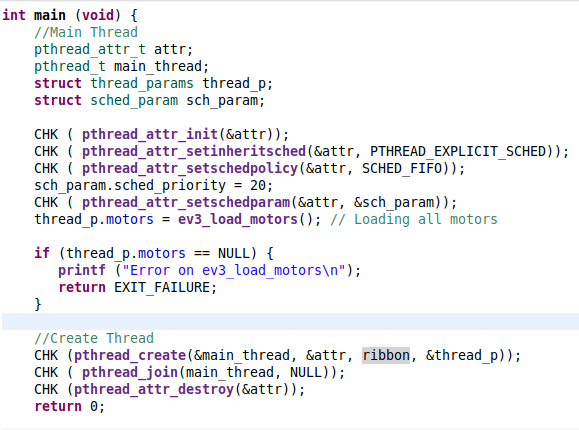 int main (void) {
    //Main Thread
    pthread_attr_t attr;
    pthread_t main_thread;
    struct thread_params thread_p;
    struct sched_param sch_param;

    CHK ( pthread_attr_init(&attr));
    CHK ( pthread_attr_setinheritsched(&attr, PTHREAD_EXPLICIT_SCHED));
    CHK ( pthread_attr_setschedpolicy(&attr, SCHED_FIFO));
    sch_param.sched_priority = 20;
    CHK ( pthread_attr_setschedparam(&attr, &sch_param));
    thread_p.motors = ev3_load_motors(); // Loading all motors

    if (thread_p.motors == NULL) {
       printf ("Error on ev3_load_motors\n");
       return EXIT_FAILURE;
    }

    //Create Thread
    CHK (pthread_create(&main_thread, &attr, ribbon, &thread_p));
    CHK ( pthread_join(main_thread, NULL));
    CHK (pthread_attr_destroy(&attr));
    return 0;